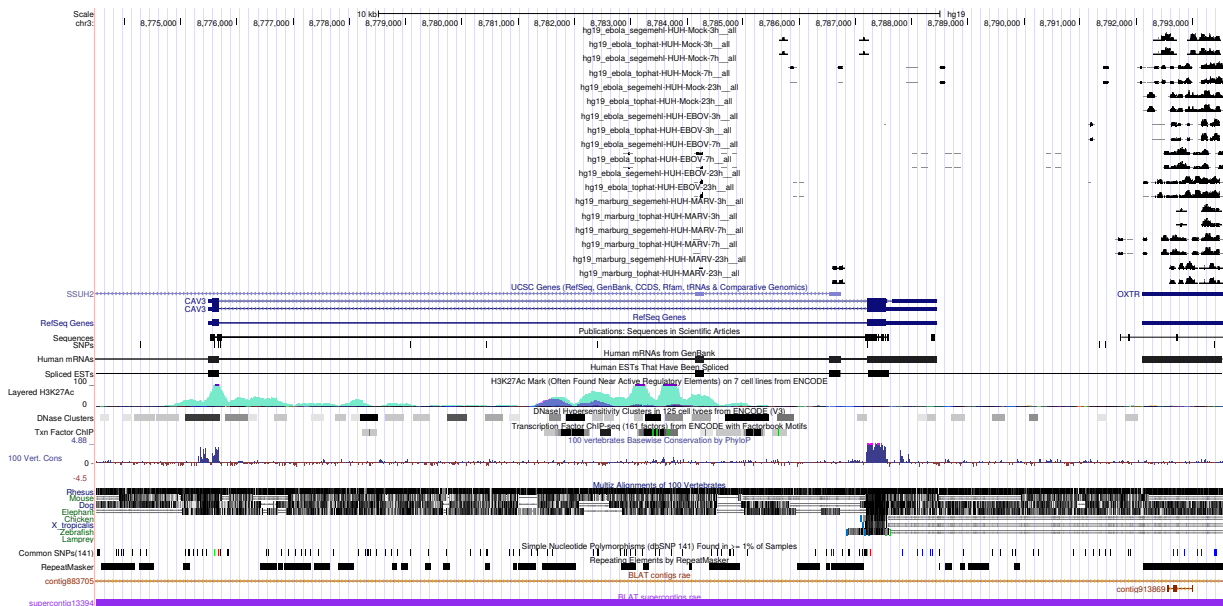 Scale 10 kb hg19
chr3: 8,775,000 8,776,000 8,777,000 8,778,000 8,779,000 8,780,000 8,781,000 8,782,000 8,783,000 8,784,000 8,785,000 8,786,000 8,787,000 8,788,000 8,789,000 8,790,000 8,791,000 8,792,000 8,793,000
hg19_ebola_segemehl-HUH-Mock-3h__all
hg19_ebola_tophat-HUH-Mock-3h__all
hg19_ebola_segemehl-HUH-Mock-7h__all
hg19_ebola_tophat-HUH-Mock-7h__all
hg19_ebola_segemehl-HUH-Mock-23h__all
hg19_ebola_tophat-HUH-Mock-23h__all
hg19_ebola_segemehl-HUH-EBOV-3h__all
hg19_ebola_tophat-HUH-EBOV-3h__all
hg19_ebola_segemehl-HUH-EBOV-7h__all
hg19_ebola_tophat-HUH-EBOV-7h__all
hg19_ebola_segemehl-HUH-EBOV-23h__all
hg19_ebola_tophat-HUH-EBOV-23h__all
hg19_marburg_segemehl-HUH-MARV-3h__all
hg19_marburg_tophat-HUH-MARV-3h__all
hg19_marburg_segemehl-HUH-MARV-7h__all
hg19_marburg_tophat-HUH-MARV-7h__all
hg19_marburg_segemehl-HUH-MARV-23h__all
hg19_marburg_tophat-HUH-MARV-23h__all
UCSC Genes (RefSeq, GenBank, CCDS, Rfam, tRNAs & Comparative Genomics)
SSUH2 OXTR
CAV3
CAV3
RefSeq Genes
RefSeq Genes
Publications: Sequences in Scientific Articles
Sequences
SNPs
Human mRNAs from GenBank
Human mRNAs
Human ESTs That Have Been Spliced
Spliced ESTs
H3K27Ac Mark (Often Found Near Active Regulatory Elements) on 7 cell lines from ENCODE
100
Layered H3K27Ac
0
DNaseI Hypersensitivity Clusters in 125 cell types from ENCODE (V3)
DNase Clusters
Transcription Factor ChIP-seq (161 factors) from ENCODE with Factorbook Motifs
Txn Factor ChIP
100 vertebrates Basewise Conservation by PhyloP
4.88
100 Vert. Cons
0
-4.5
Multiz Alignments of 100 Vertebrates
Rhesus
Mouse
Dog
Elephant
Chicken
X_tropicalis
Zebrafish
Lamprey
Simple Nucleotide Polymorphisms (dbSNP 141) Found in >= 1% of Samples
Common SNPs(141)
Repeating Elements by RepeatMasker
RepeatMasker
BLAT contigs rae
contig883705
contig913869
BLAT supercontigs rae
supercontig13394